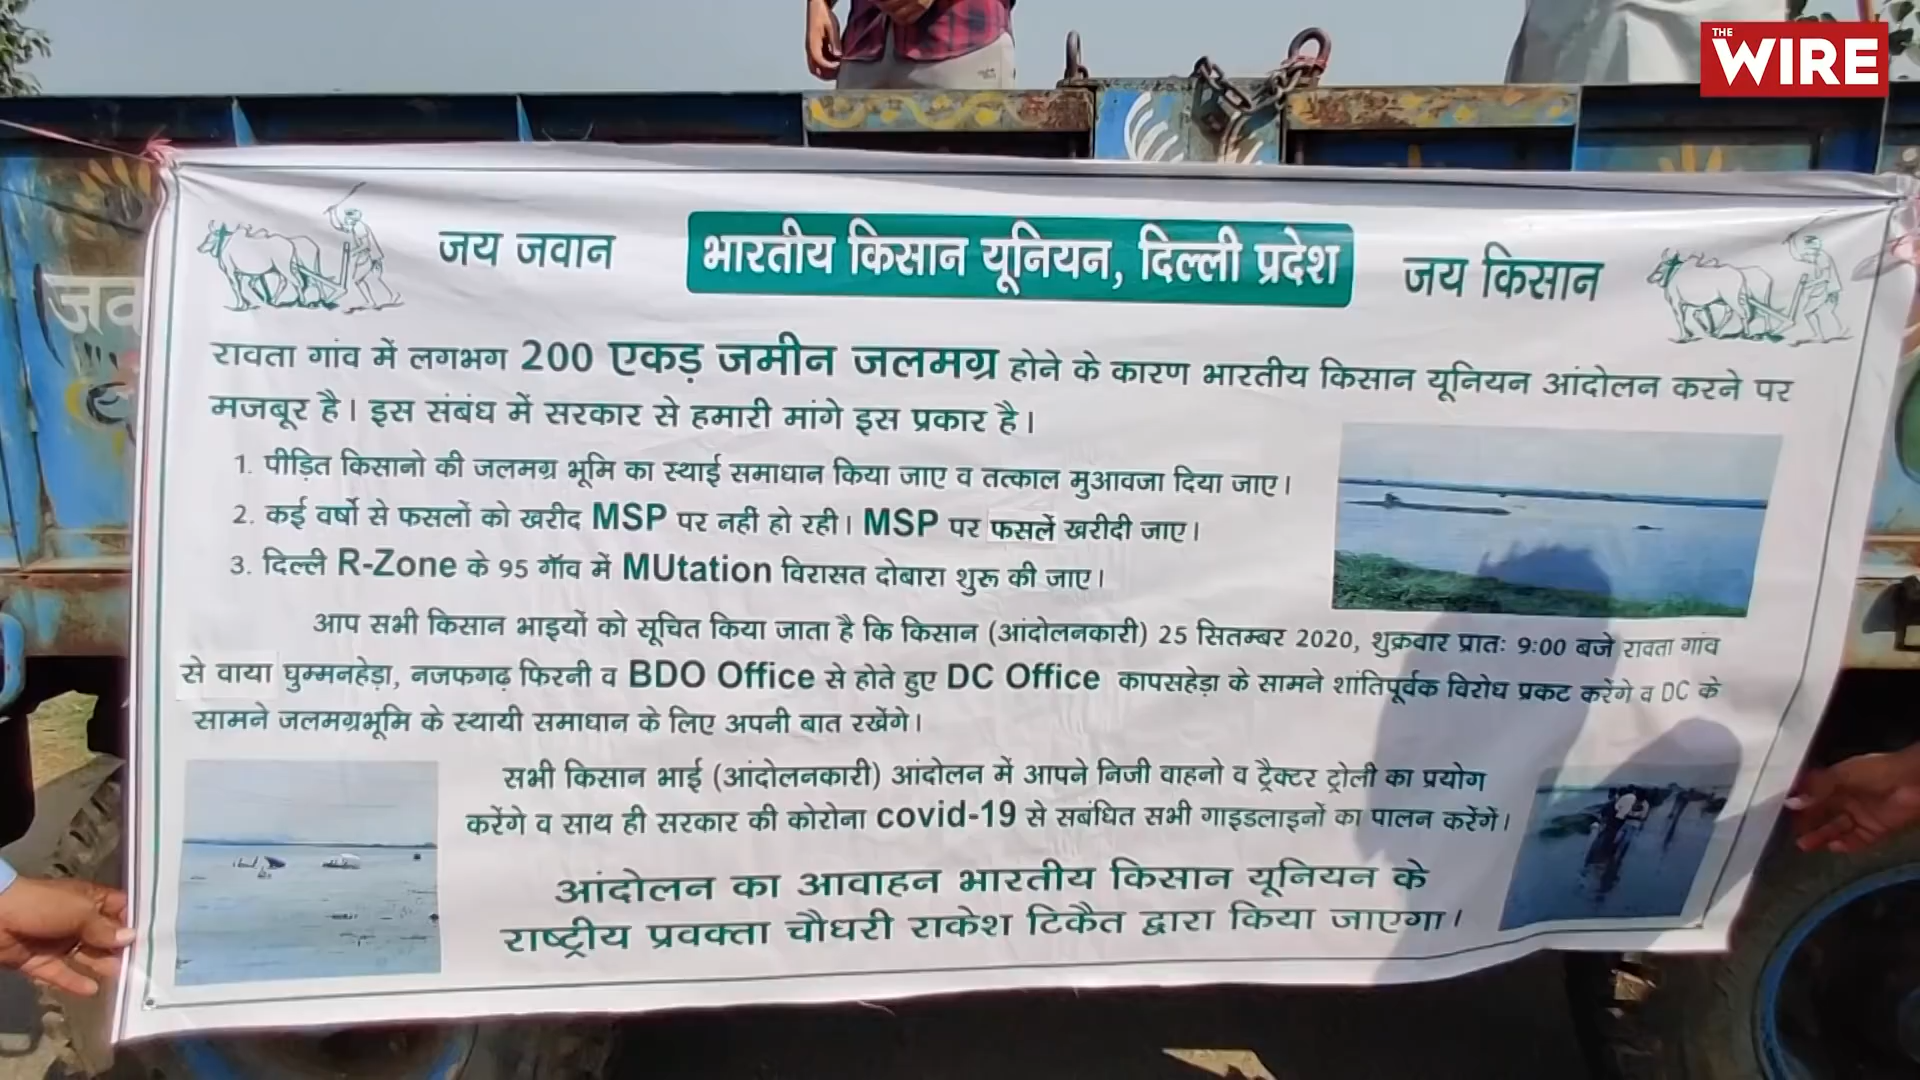 THE WIRE
जय जवान
भारतीय किसान यूनियन, दिल्ली प्रदेश
जय किसान
रावता गांव में लगभग 200 एकड़ जमीन जलमग्र होने के कारण भारतीय किसान यूनियन आंदोलन करने पर
मजबूर है। इस संबंध में सरकार से हमारी मांगे इस प्रकार है।
1. पीड़ित किसानो की जलमग्र भूमि का स्थाई समाधान किया जाए व तत्काल मुआवजा दिया जाए।
2. कई वर्षो से फसलों को खरीद MSP पर नहीं हो रही। MSP पर फसलें खरीदी जाए।
3. दिल्ली R-Zone के 95 गॉव में MUtation विरासत दोबारा शुरू की जाए।
आप सभी किसान भाइयों को सूचित किया जाता है कि किसान (आंदोलनकारी) 25 सितम्बर 2020, शुक्रवार प्रातः 9:00 बजे रावता गांव
से वाया घुम्मनहेड़ा, नजफगढ़ फिरनी व BDO Office से होते हुए DC Office कापसहेड़ा के सामने शांतिपूर्वक विरोध प्रकट करेंगे व DC के
सामने जलमग्रभूमि के स्थायी समाधान के लिए अपनी बात रखेंगे।
सभी किसान भाई (आंदोलनकारी) आंदोलन में आपने निजी वाहनो व ट्रैक्टर ट्रोली का प्रयोग
करेंगे व साथ ही सरकार की कोरोना covid-19 से सबंधित सभी गाइडलाइनों का पालन करेंगें।
आंदोलन का आवाहन भारतीय किसान यूनियन के
राष्ट्रीय प्रवक्ता चौधरी राकेश टिकैत द्वारा किया जाएगा।